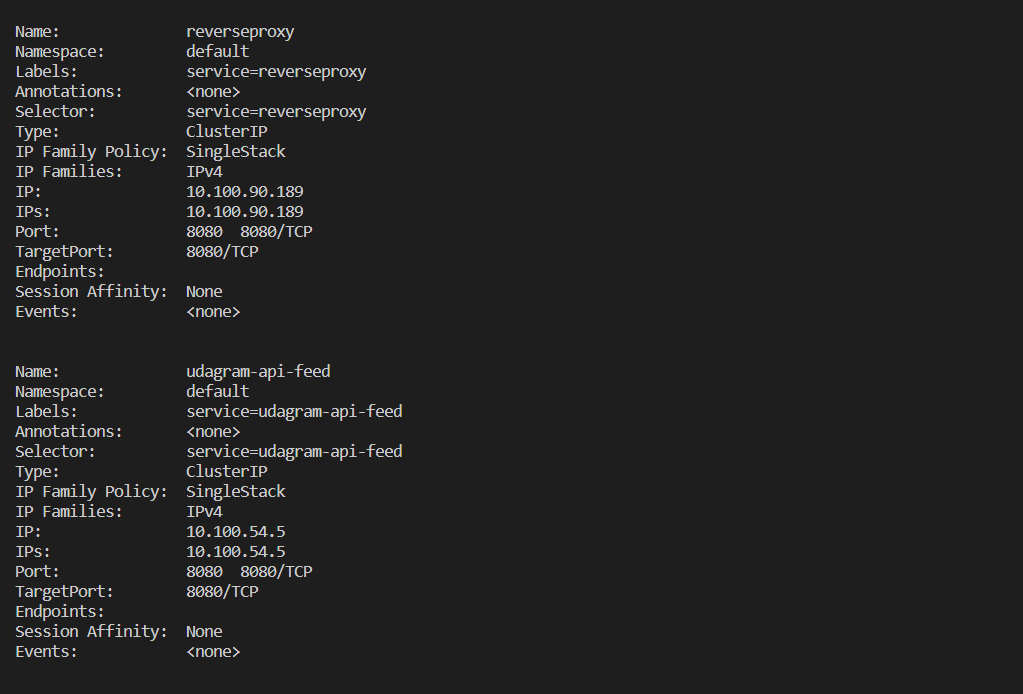 Name:              reverseproxy
Namespace:         default
Labels:            service=reverseproxy
Annotations:       <none>
Selector:          service=reverseproxy
Type:              ClusterIP
IP Family Policy:  SingleStack
IP Families:       IPv4
IP:                10.100.90.189
IPs:               10.100.90.189
Port:              8080  8080/TCP
TargetPort:        8080/TCP
Endpoints:
Session Affinity:  None
Events:            <none>
Name:              udagram-api-feed
Namespace:         default
Labels:            service=udagram-api-feed
Annotations:       <none>
Selector:          service=udagram-api-feed
Type:              ClusterIP
IP Family Policy:  SingleStack
IP Families:       IPv4
IP:                10.100.54.5
IPs:               10.100.54.5
Port:              8080  8080/TCP
TargetPort:        8080/TCP
Endpoints:
Session Affinity:  None
Events:            <none>